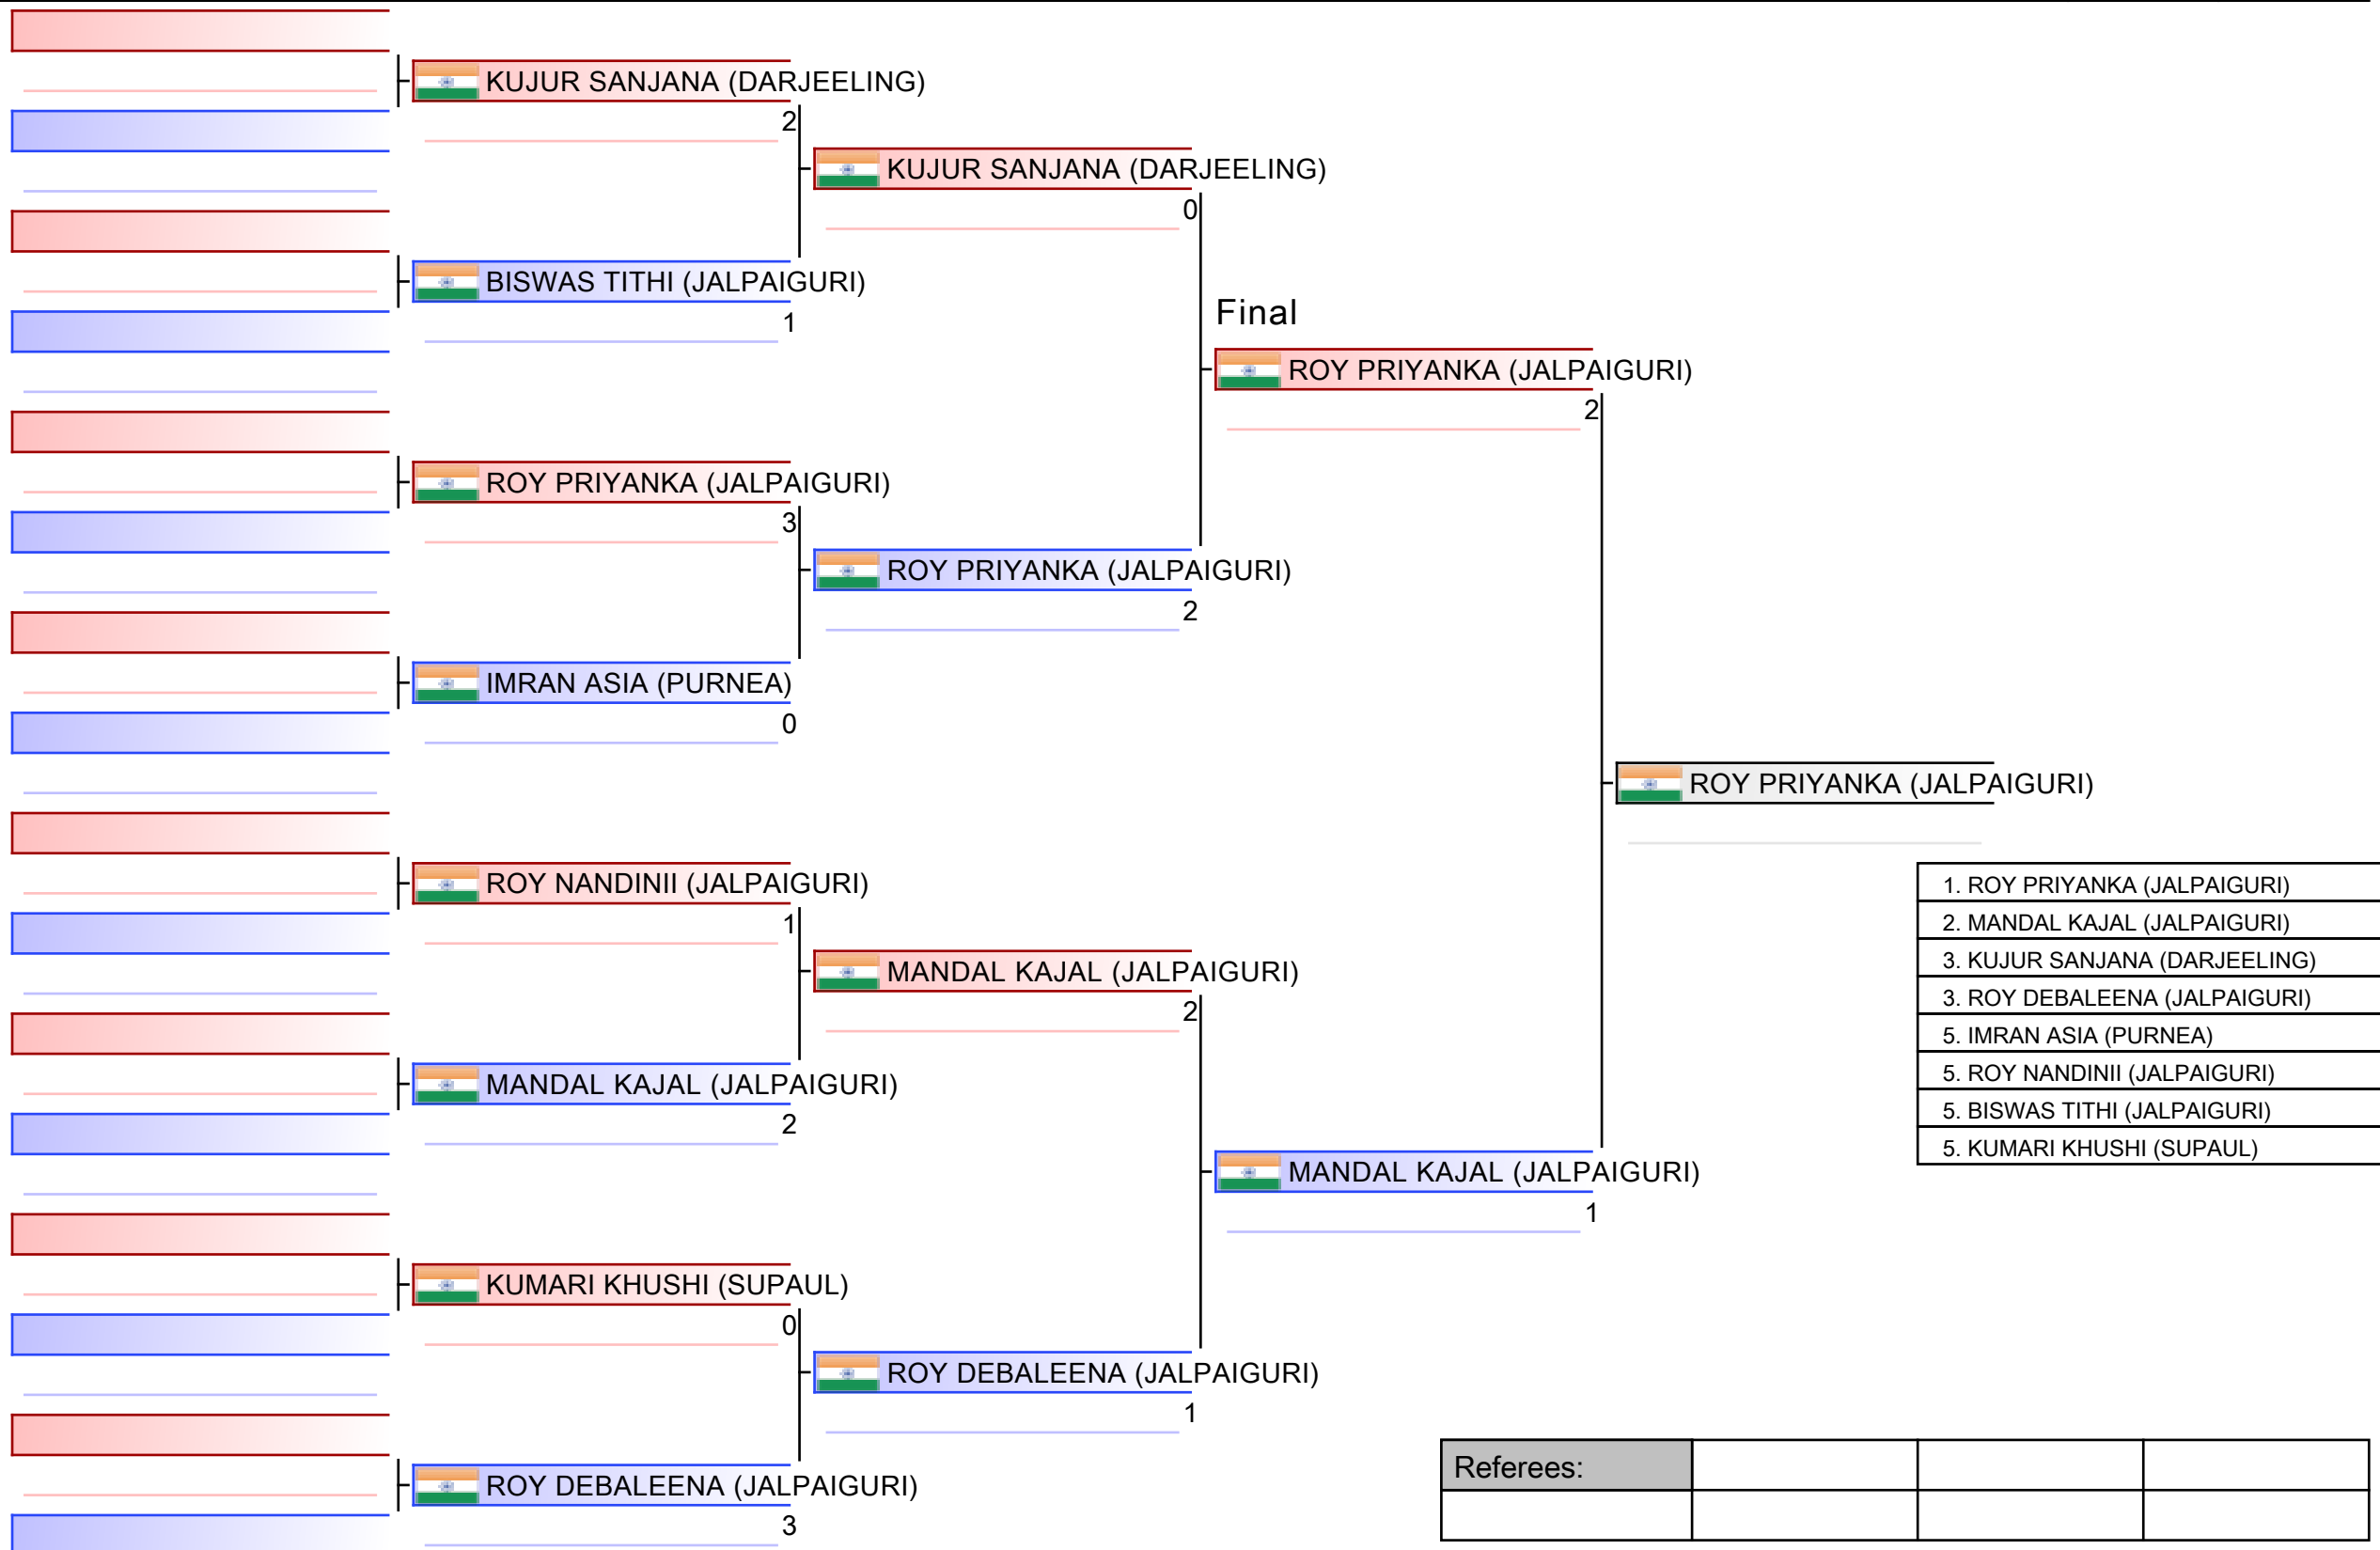 KUJUR SANJANA (DARJEELING)
2
KUJUR SANJANA (DARJEELING)
0
BISWAS TITHI (JALPAIGURI)
1
Final
ROY PRIYANKA (JALPAIGURI)
2
ROY PRIYANKA (JALPAIGURI)
3
ROY PRIYANKA (JALPAIGURI)
2
IMRAN ASIA (PURNEA)
0
ROY PRIYANKA (JALPAIGURI)
ROY NANDINII (JALPAIGURI)
1
MANDAL KAJAL (JALPAIGURI)
2
MANDAL KAJAL (JALPAIGURI)
2
MANDAL KAJAL (JALPAIGURI)
1
KUMARI KHUSHI (SUPAUL)
0
ROY DEBALEENA (JALPAIGURI)
1
ROY DEBALEENA (JALPAIGURI)
3
1. ROY PRIYANKA (JALPAIGURI)
2. MANDAL KAJAL (JALPAIGURI)
3. KUJUR SANJANA (DARJEELING)
3. ROY DEBALEENA (JALPAIGURI)
5. IMRAN ASIA (PURNEA)
5. ROY NANDINII (JALPAIGURI)
5. BISWAS TITHI (JALPAIGURI)
5. KUMARI KHUSHI (SUPAUL)
Referees: